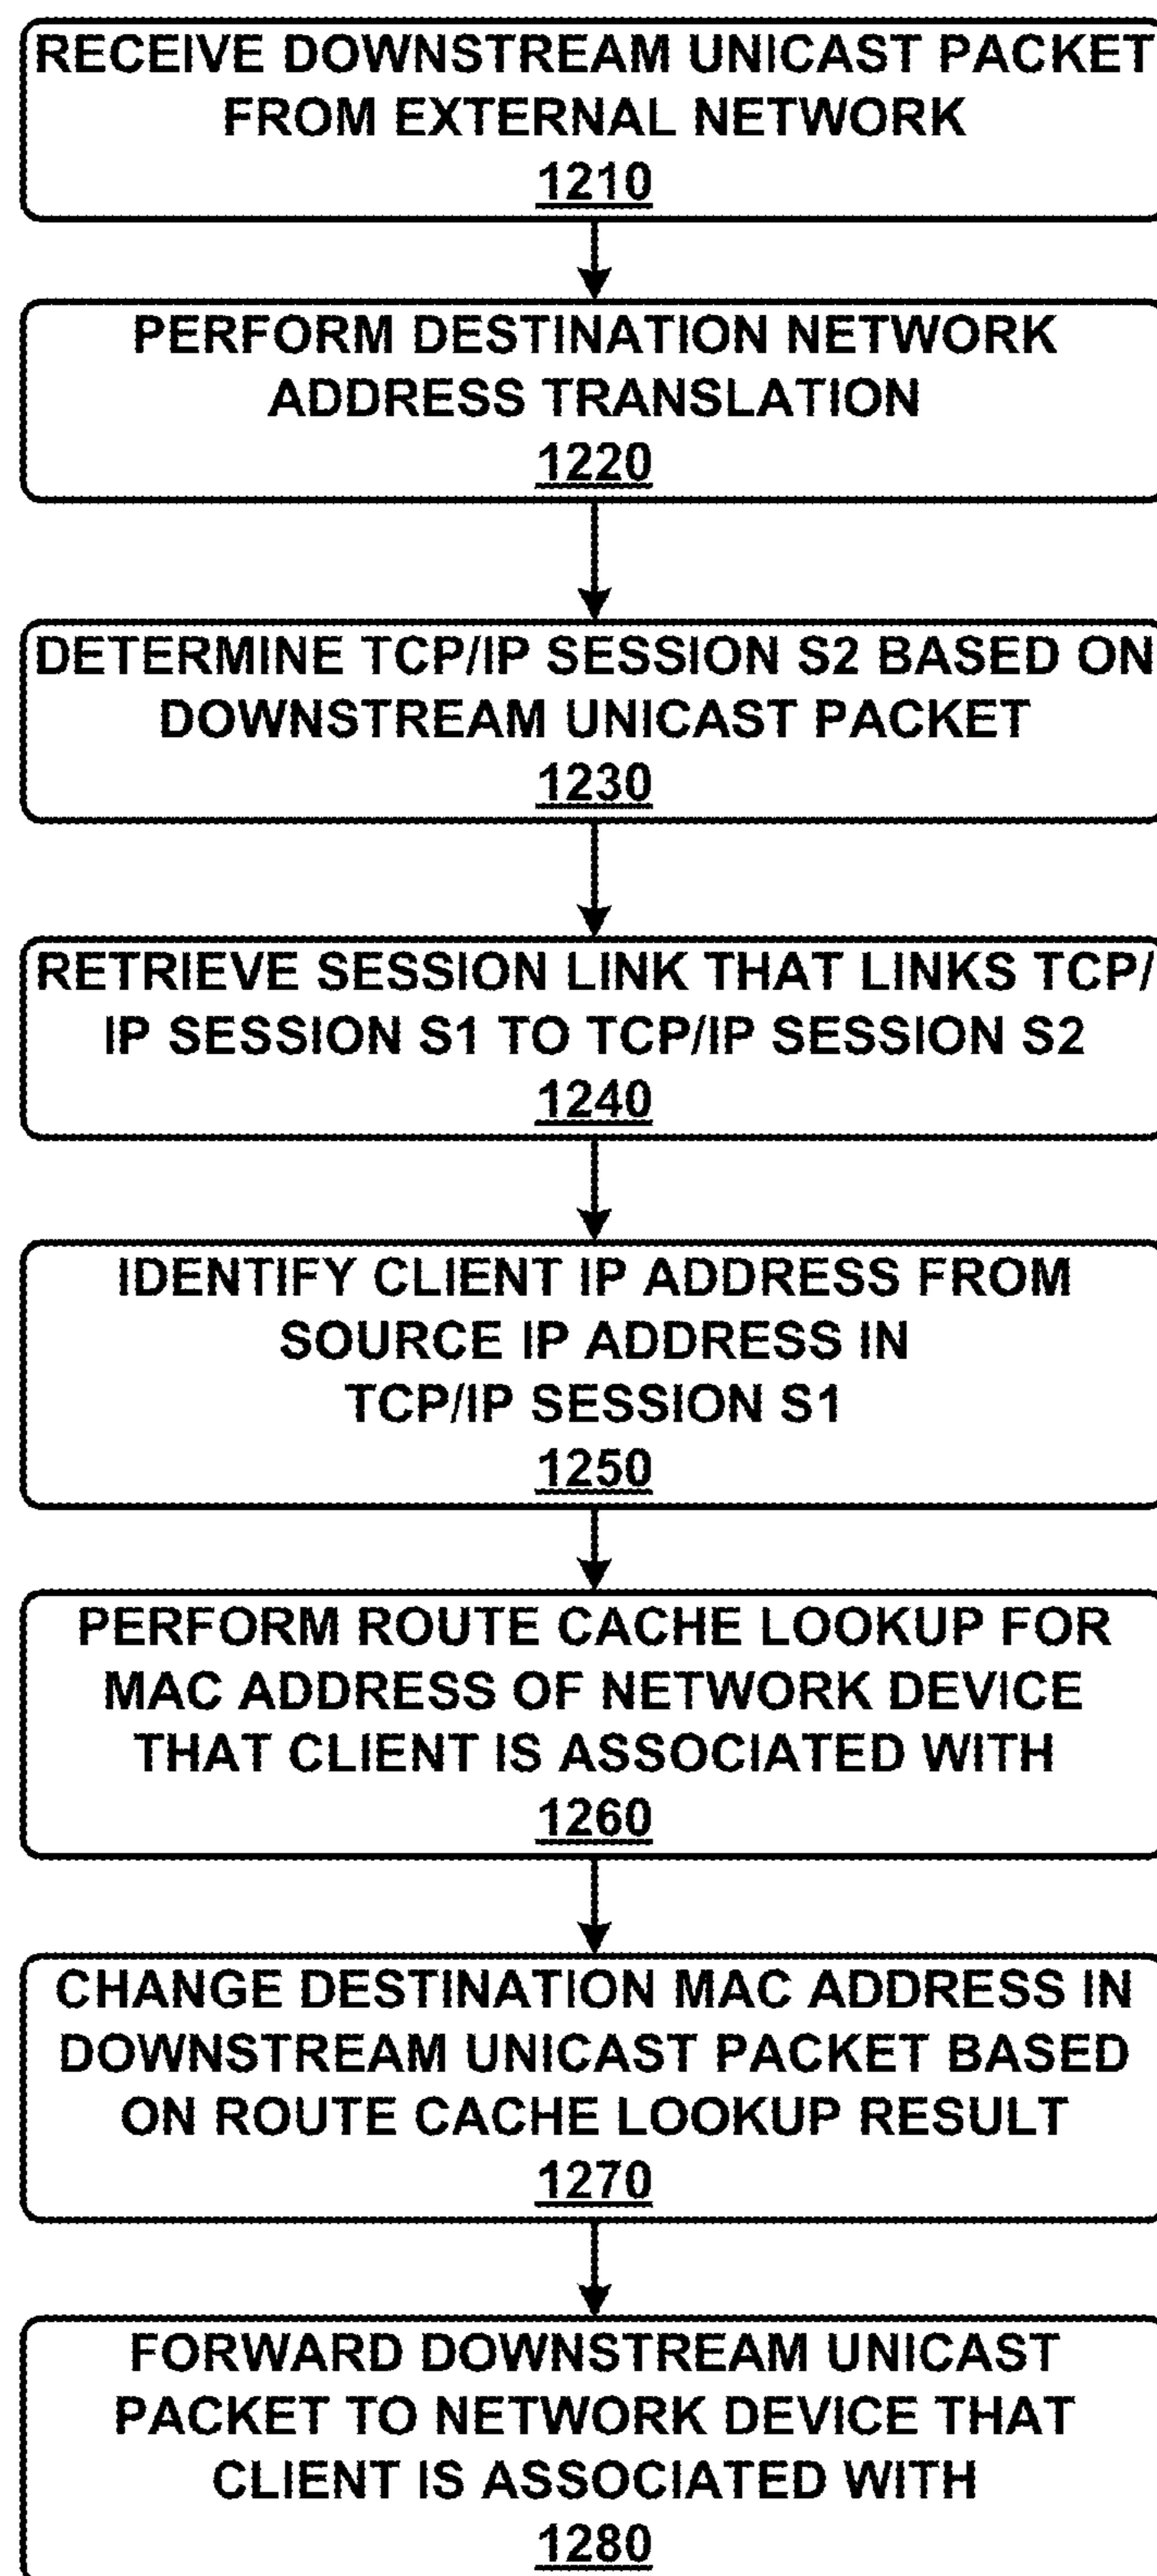 RECEIVE DOWNSTREAM UNICAST PACKET
FROM EXTERNAL NETWORK
1210
PERFORM DESTINATION NETWORK
ADDRESS TRANSLATION
1220
DETERMINE TCP/IP SESSION S2 BASED ON
DOWNSTREAM UNICAST PACKET
1230
RETRIEVE SESSION LINK THAT LINKS TCP/
IP SESSION S1 TO TCP/IP SESSION S2
1240
IDENTIFY CLIENT IP ADDRESS FROM
SOURCE IP ADDRESS IN
TCP/IP SESSION S1
1250
PERFORM ROUTE CACHE LOOKUP FOR
MAC ADDRESS OF NETWORK DEVICE
THAT CLIENT IS ASSOCIATED WITH
1260
CHANGE DESTINATION MAC ADDRESS IN
DOWNSTREAM UNICAST PACKET BASED
ON ROUTE CACHE LOOKUP RESULT
1270
FORWARD DOWNSTREAM UNICAST
PACKET TO NETWORK DEVICE THAT
CLIENT IS ASSOCIATED WITH
1280